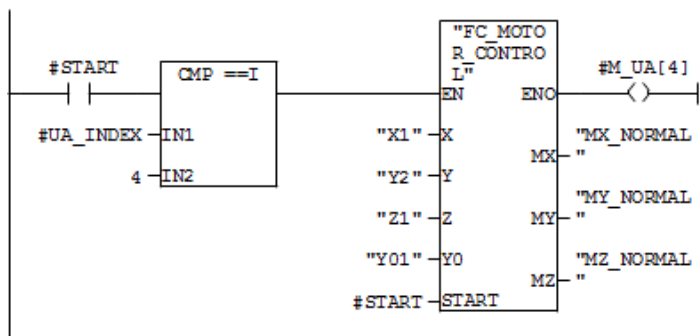 "FC_MOTO
R_CONTRO
L"
#START
CMP ==I
#M_UA[4]
EN ENO
#UA_INDEX IN1
"X1" X
"MX_NORMAL
MX "
4 IN2
"Y2" Y
"MY_NORMAL
"Z1" Z MY "
"Y01" Y0
"MZ_NORMAL
MZ "
#START START